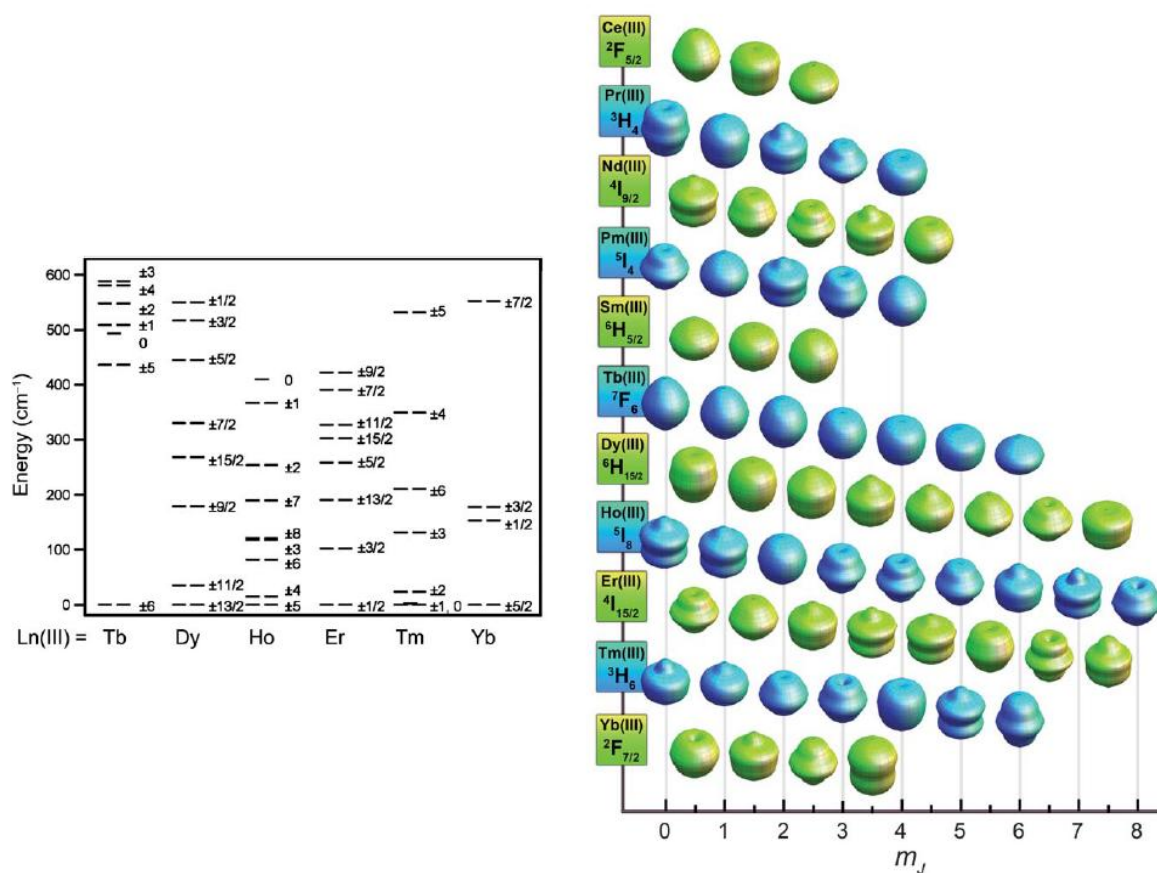 600
500
400
300
200
100
0
Energy (cm⁻¹)
±3
±4
±2
±1
0
±5
±6
±1/2
±3/2
±5/2
±7/2
±15/2
±9/2
±11/2
±13/2
0
±1
±2
±7
±8
±3
±6
±4
±5
±9/2
±7/2
±11/2
±15/2
±5/2
±13/2
±3/2
±1/2
±5
±4
±6
±3
±2
±1, 0
±7/2
±3/2
±1/2
±5/2
Ln(III) = Tb Dy Ho Er Tm Yb
Ce(III)
²F₅/₂
Pr(III)
³H₄
Nd(III)
⁴I₉/₂
Pm(III)
⁵I₄
Sm(III)
⁶H₅/₂
Tb(III)
⁷F₆
Dy(III)
⁶H₁₅/₂
Ho(III)
⁵I₈
Er(III)
⁴I₁₅/₂
Tm(III)
³H₆
Yb(III)
²F₇/₂
0 1 2 3 4 5 6 7 8
m_J